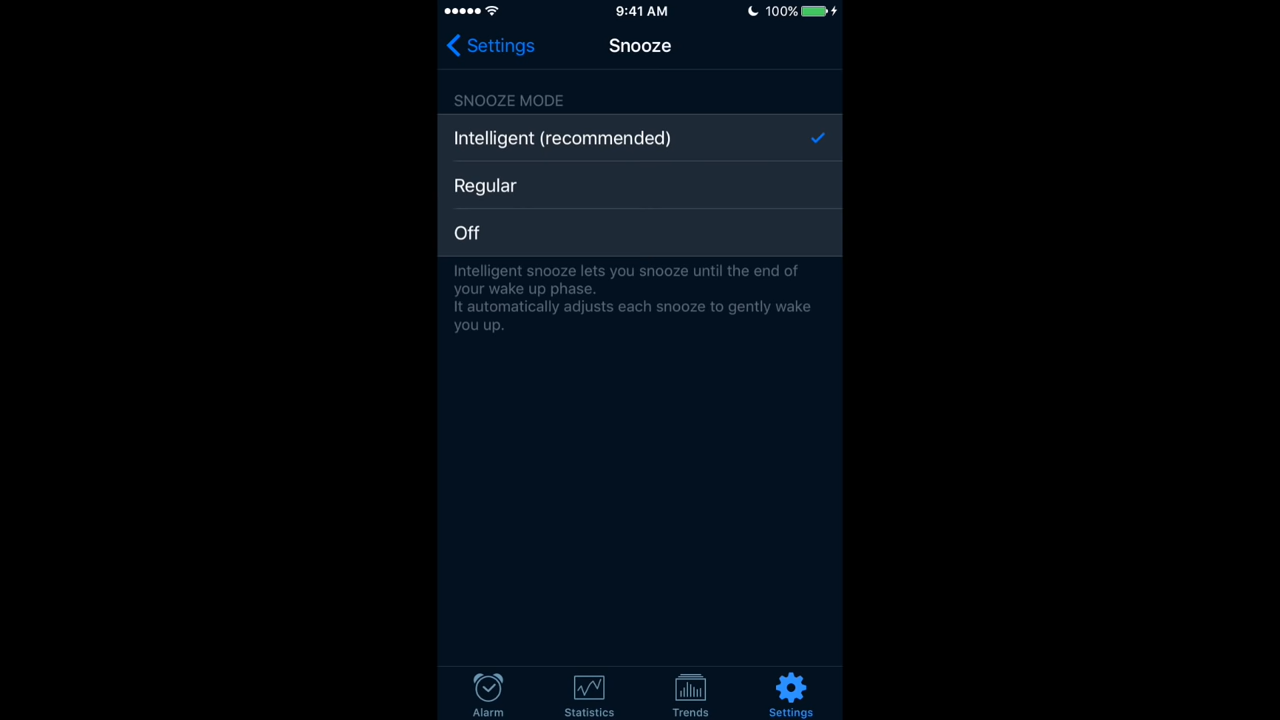 9:41 AM
100%
Settings
Snooze
SNOOZE MODE
Intelligent (recommended)
Regular
Off
Intelligent snooze lets you snooze until the end of
your wake up phase.
It automatically adjusts each snooze to gently wake
you up.
Alarm
Statistics
Trends
Settings